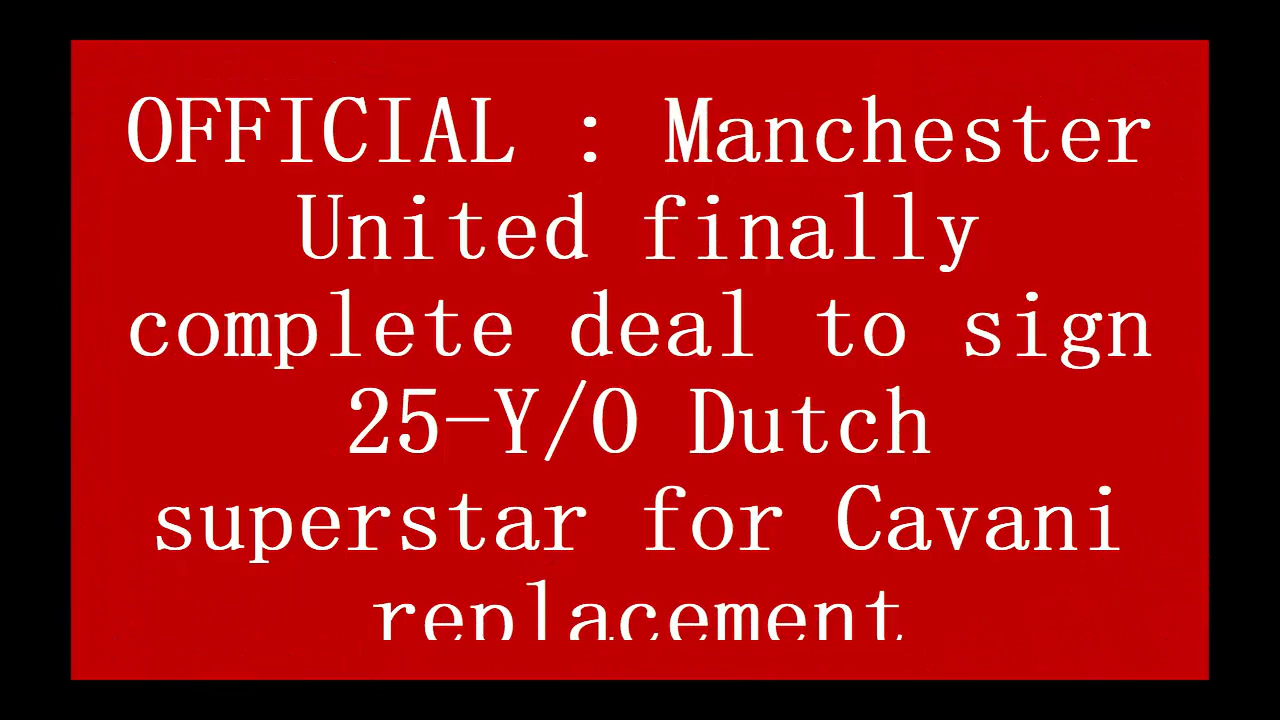 OFFICIAL : Manchester
United finally
complete deal to sign
25-Y/O Dutch
superstar for Cavani
replacement